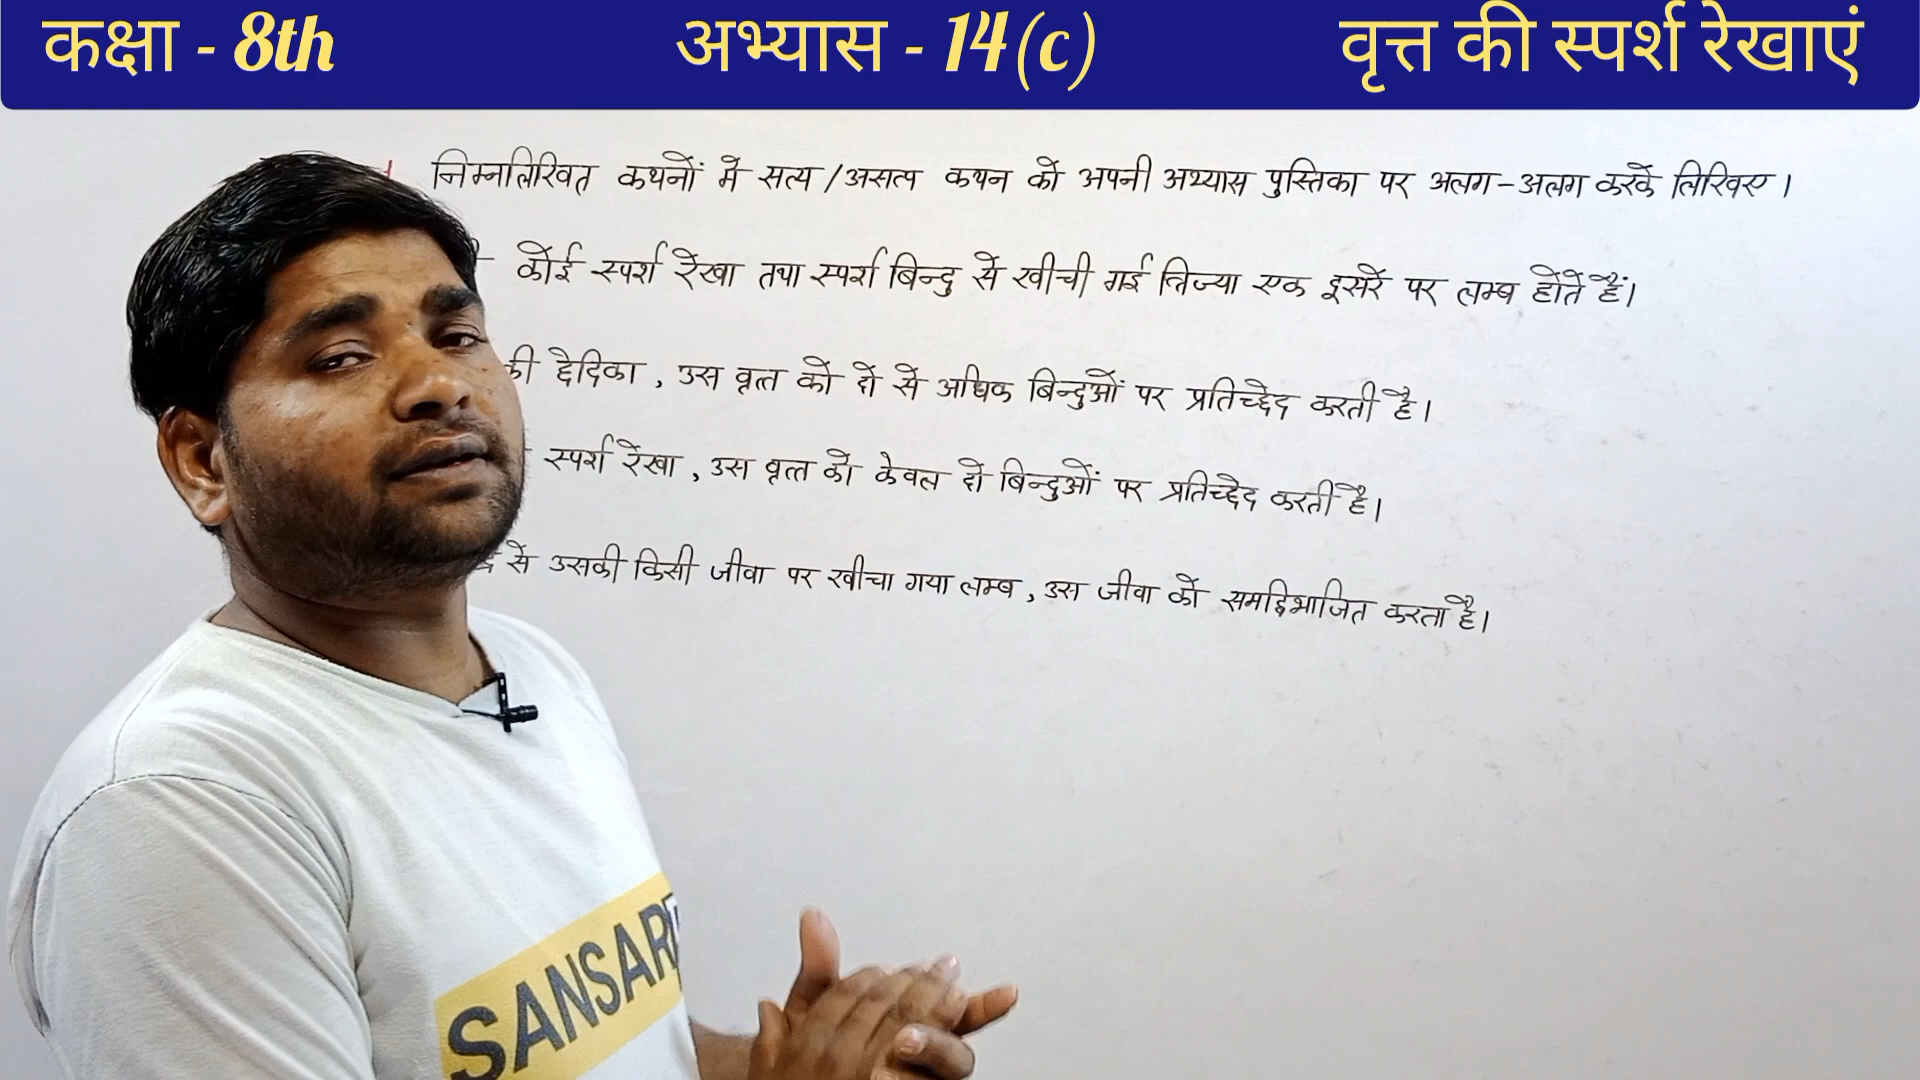 कक्षा - 8th अभ्यास - 14(c) वृत्त की स्पर्श रेखाएं
निम्नलिखित कथनों में सत्य / असत्य कथन को अपनी अभ्यास पुस्तिका पर अलग-अलग करके लिखिए।
कोई स्पर्श रेखा तथा स्पर्श बिन्दु से खींची गई त्रिज्या एक दूसरे पर लम्ब होते हैं।
की छेदिका , उस वृत्त को दो से अधिक बिन्दुओं पर प्रतिच्छेद करती है।
स्पर्श रेखा , उस वृत्त को केवल दो बिन्दुओं पर प्रतिच्छेद करती है।
से उसकी किसी जीवा पर खींचा गया लम्ब , उस जीवा को समद्विभाजित करता है।
SANSAR